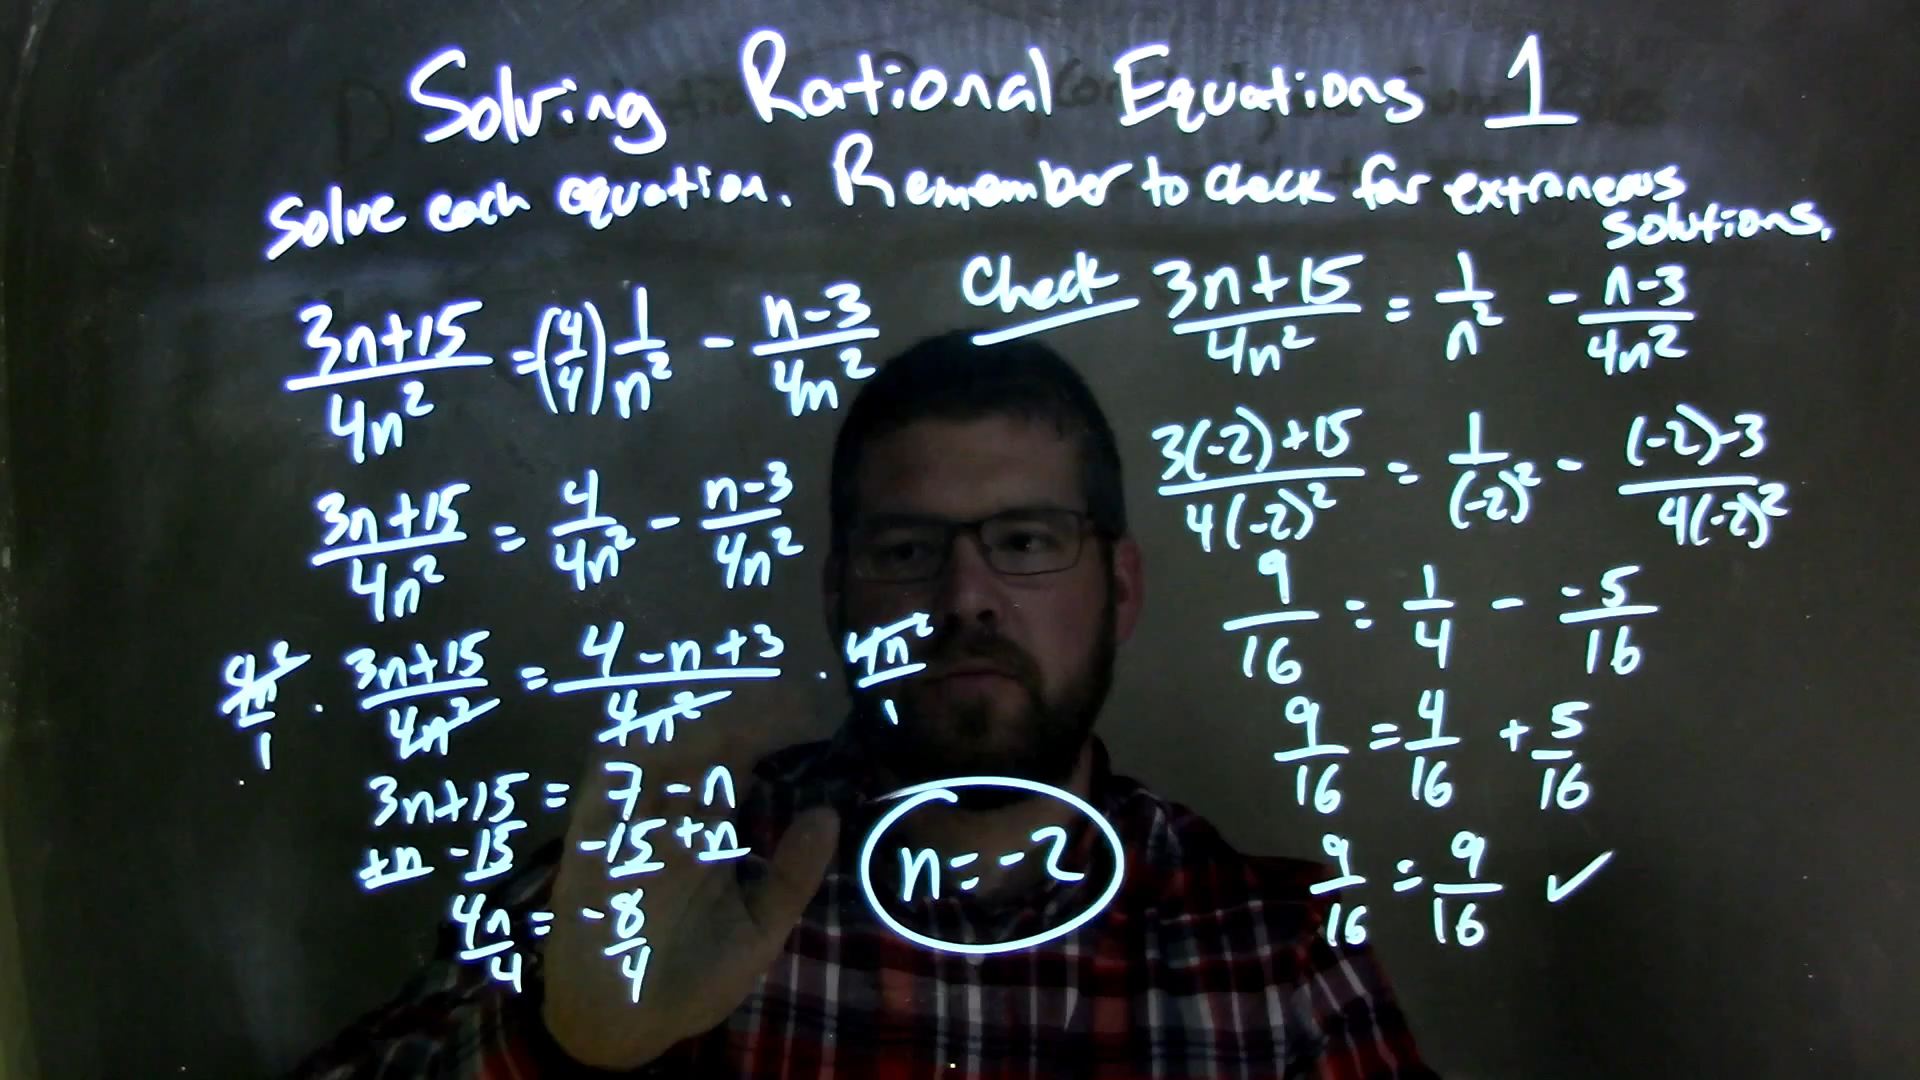 Solving Rational Equations 1
Solve each equation. Remember to check for extraneous solutions.
(3n+15)/(4n²) = (4/4) 1/n² - (n-3)/(4n²)
(3n+15)/(4n²) = 4/(4n²) - (n-3)/(4n²)
4n²/1 · (3n+15)/(4n²) = (4-n+3)/(4n²) · 4n²/1
3n+15 = 7-n
+n -15 -15 +n
4n/4 = -8/4
n=-2
Check (3n+15)/(4n²) = 1/n² - (n-3)/(4n²)
(3(-2)+15)/(4(-2)²) = 1/(-2)² - ((-2)-3)/(4(-2)²)
9/16 = 1/4 - -5/16
9/16 = 4/16 + 5/16
9/16 = 9/16 ✓